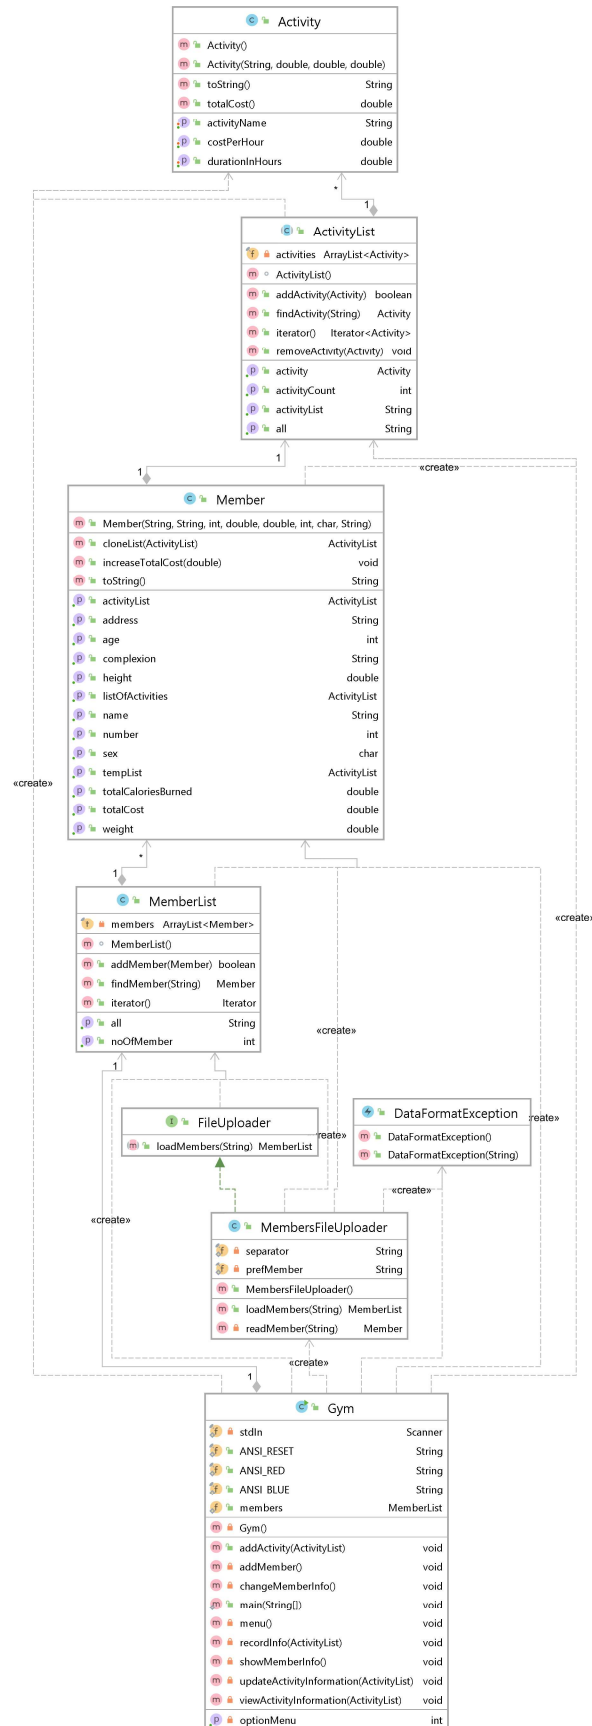 Activity
Activity()
Activity(String, double, double, double)
toString() String
totalCost() double
activityName String
costPerHour double
durationInHours double
*
1
ActivityList
activities ArrayList<Activity>
ActivityList()
addActivity(Activity) boolean
findActivity(String) Activity
iterator() Iterator<Activity>
removeActivity(Activity) void
activity Activity
activityCount int
activityList String
all String
1
1
«create»
Member
Member(String, String, int, double, double, int, char, String)
cloneList(ActivityList) ActivityList
increaseTotalCost(double) void
toString() String
activityList ActivityList
address String
age int
complexion String
height double
listOfActivities ActivityList
name String
number int
sex char
tempList ActivityList
«create»
totalCaloriesBurned double
totalCost double
weight double
*
1
MemberList
members ArrayList<Member>
«create»
MemberList()
addMember(Member) boolean
findMember(String) Member
iterator() Iterator
all String
«create»
noOfMember int
1
FileUploader
loadMembers(String) MemberList
reate»
DataFormatException
reate»
DataFormatException()
DataFormatException(String)
«create»
«create»
MembersFileUploader
separator String
prefMember String
MembersFileUploader()
loadMembers(String) MemberList
readMember(String) Member
«create»
1
Gym
stdIn Scanner
ANSI_RESET String
ANSI_RED String
ANSI_BLUE String
members MemberList
Gym()
addActivity(ActivityList) void
addMember() void
changeMemberInfo() void
main(String[]) void
menu() void
recordInfo(ActivityList) void
showMemberInfo() void
updateActivityInformation(ActivityList) void
viewActivityInformation(ActivityList) void
optionMenu int